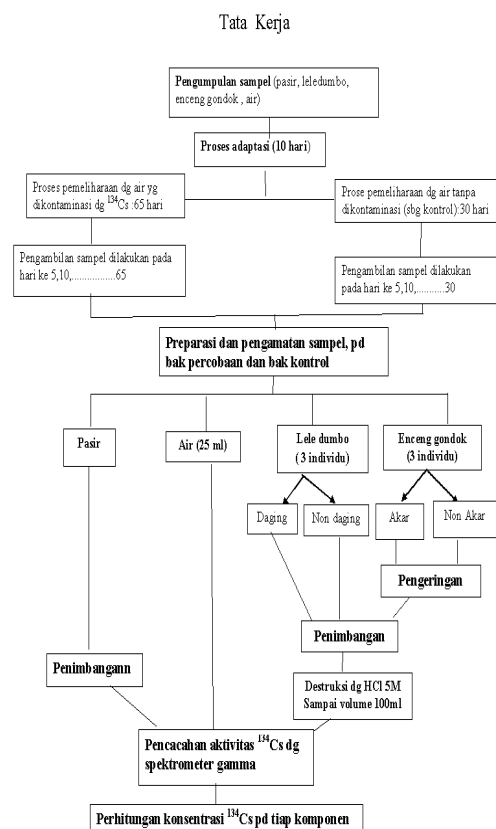 Tata Kerja
Pengumpulan sampel (pasir, leledumbo,
enceng gondok , air)
Proses adaptasi (10 hari)
Proses pemeliharaan dg air yg
dikontaminasi dg ¹³⁴Cs :65 hari
Prose pemeliharaan dg air tanpa
dikontaminasi (sbg kontrol):30 hari
Pengambilan sampel dilakukan pada
hari ke 5,10,.................65
Pengambilan sampel dilakukan
pada hari ke 5,10,...........30
Preparasi dan pengamatan sampel, pd
bak percobaan dan bak kontrol
Pasir
Air (25 ml)
Lele dumbo
( 3 individu)
Enceng gondok
(3 individu)
Daging
Non daging
Akar
Non Akar
Pengeringan
Penimbangan
Penimbangann
Destruksi dg HCl 5M
Sampai volume 100ml
Pencacahan aktivitas ¹³⁴Cs dg
spektrometer gamma
Perhitungan konsentrasi ¹³⁴Cs pd tiap komponen